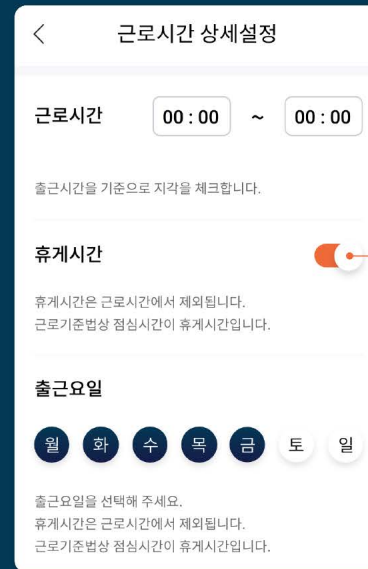 근로시간 상세설정
근로시간 00 : 00 ~ 00 : 00
출근시간을 기준으로 지각을 체크합니다.
휴게시간
휴게시간은 근로시간에서 제외됩니다.
근로기준법상 점심시간이 휴게시간입니다.
출근요일
월 화 수 목 금 토 일
출근요일을 선택해 주세요.
휴게시간은 근로시간에서 제외됩니다.
근로기준법상 점심시간이 휴게시간입니다.